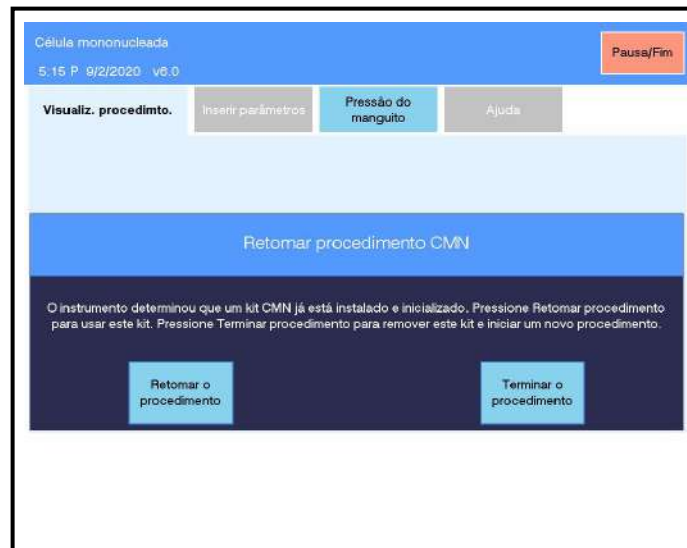 Célula mononucleada
Pausa/Fim
5:15 P 9/2/2020 v6.0
Visualiz. procedimto.
Inserir parâmetros
Pressão do
manguito
Ajuda
Retomar procedimento CMN
O instrumento determinou que um kit CMN já está instalado e inicializado. Pressione Retomar procedimento
para usar este kit. Pressione Terminar procedimento para remover este kit e iniciar um novo procedimento.
Retomar o
procedimento
Terminar o
procedimento